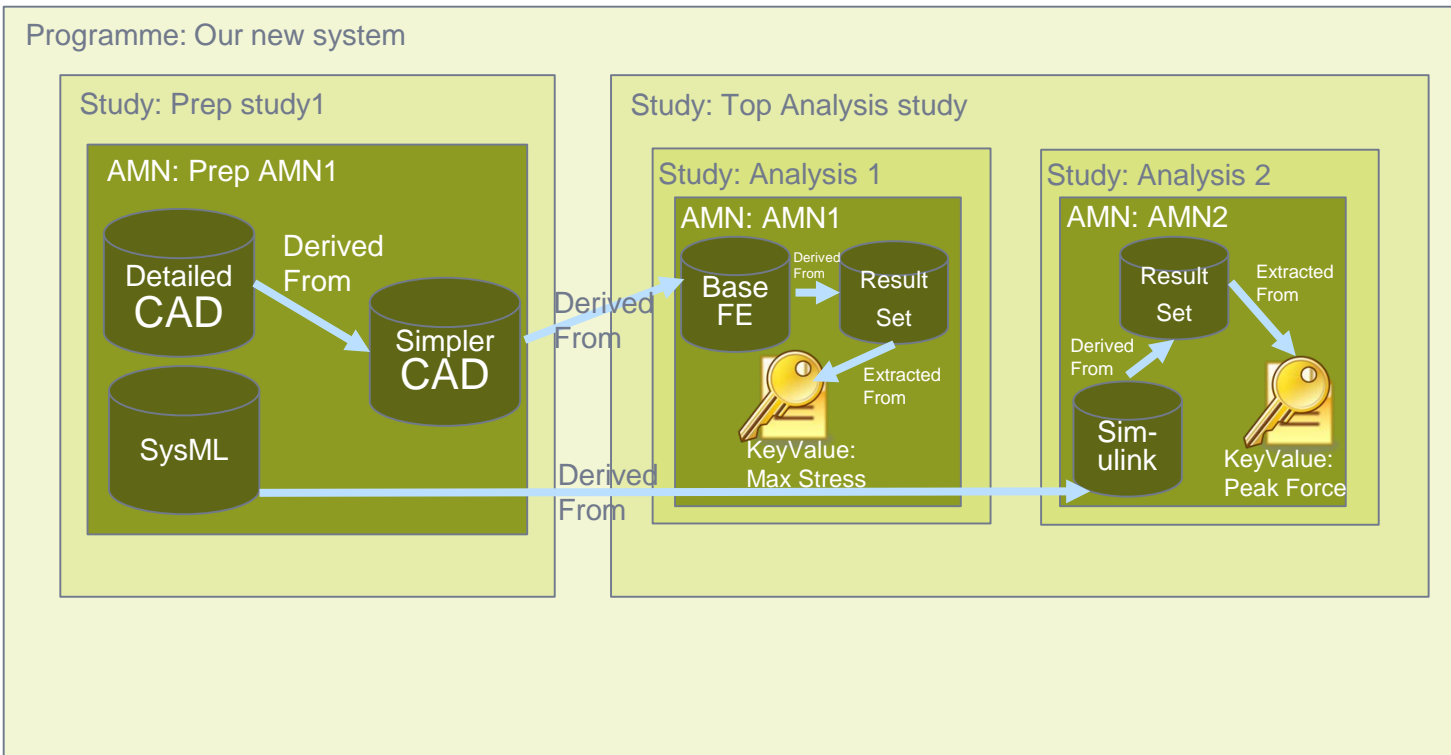 Programme: Our new system
Study: Prep study1
AMN: Prep AMN1
Detailed
CAD
Derived
From
Simpler
CAD
SysML
Derived
From
Derived
From
Study: Top Analysis study
Study: Analysis 1
AMN: AMN1
Base
FE
Derived
From
Result
Set
Extracted
From
KeyValue:
Max Stress
Study: Analysis 2
AMN: AMN2
Result
Set
Extracted
From
Derived
From
Sim-
ulink
KeyValue:
Peak Force